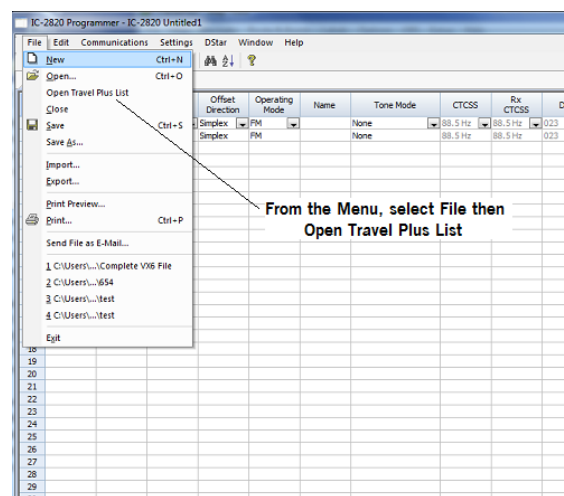 IC-2820 Programmer - IC-2820 Untitled1
File Edit Communications Settings DStar Window Help
New Ctrl+N
Open... Ctrl+O
Open Travel Plus List
Close
Save Ctrl+S
Save As...
Import...
Export...
Print Preview...
Print... Ctrl+P
Send File as E-Mail...
1 C:\Users\...\Complete VX6 File
2 C:\Users\...\654
3 C:\Users\...\test
4 C:\Users\...\test
Exit
Offset Operating Rx
Direction Mode Name Tone Mode CTCSS CTCSS D
Simplex FM None 88.5 Hz 88.5 Hz 023
Simplex FM None 88.5 Hz 88.5 Hz 023
From the Menu, select File then
Open Travel Plus List
18
19
20
21
22
23
24
25
26
27
28
29